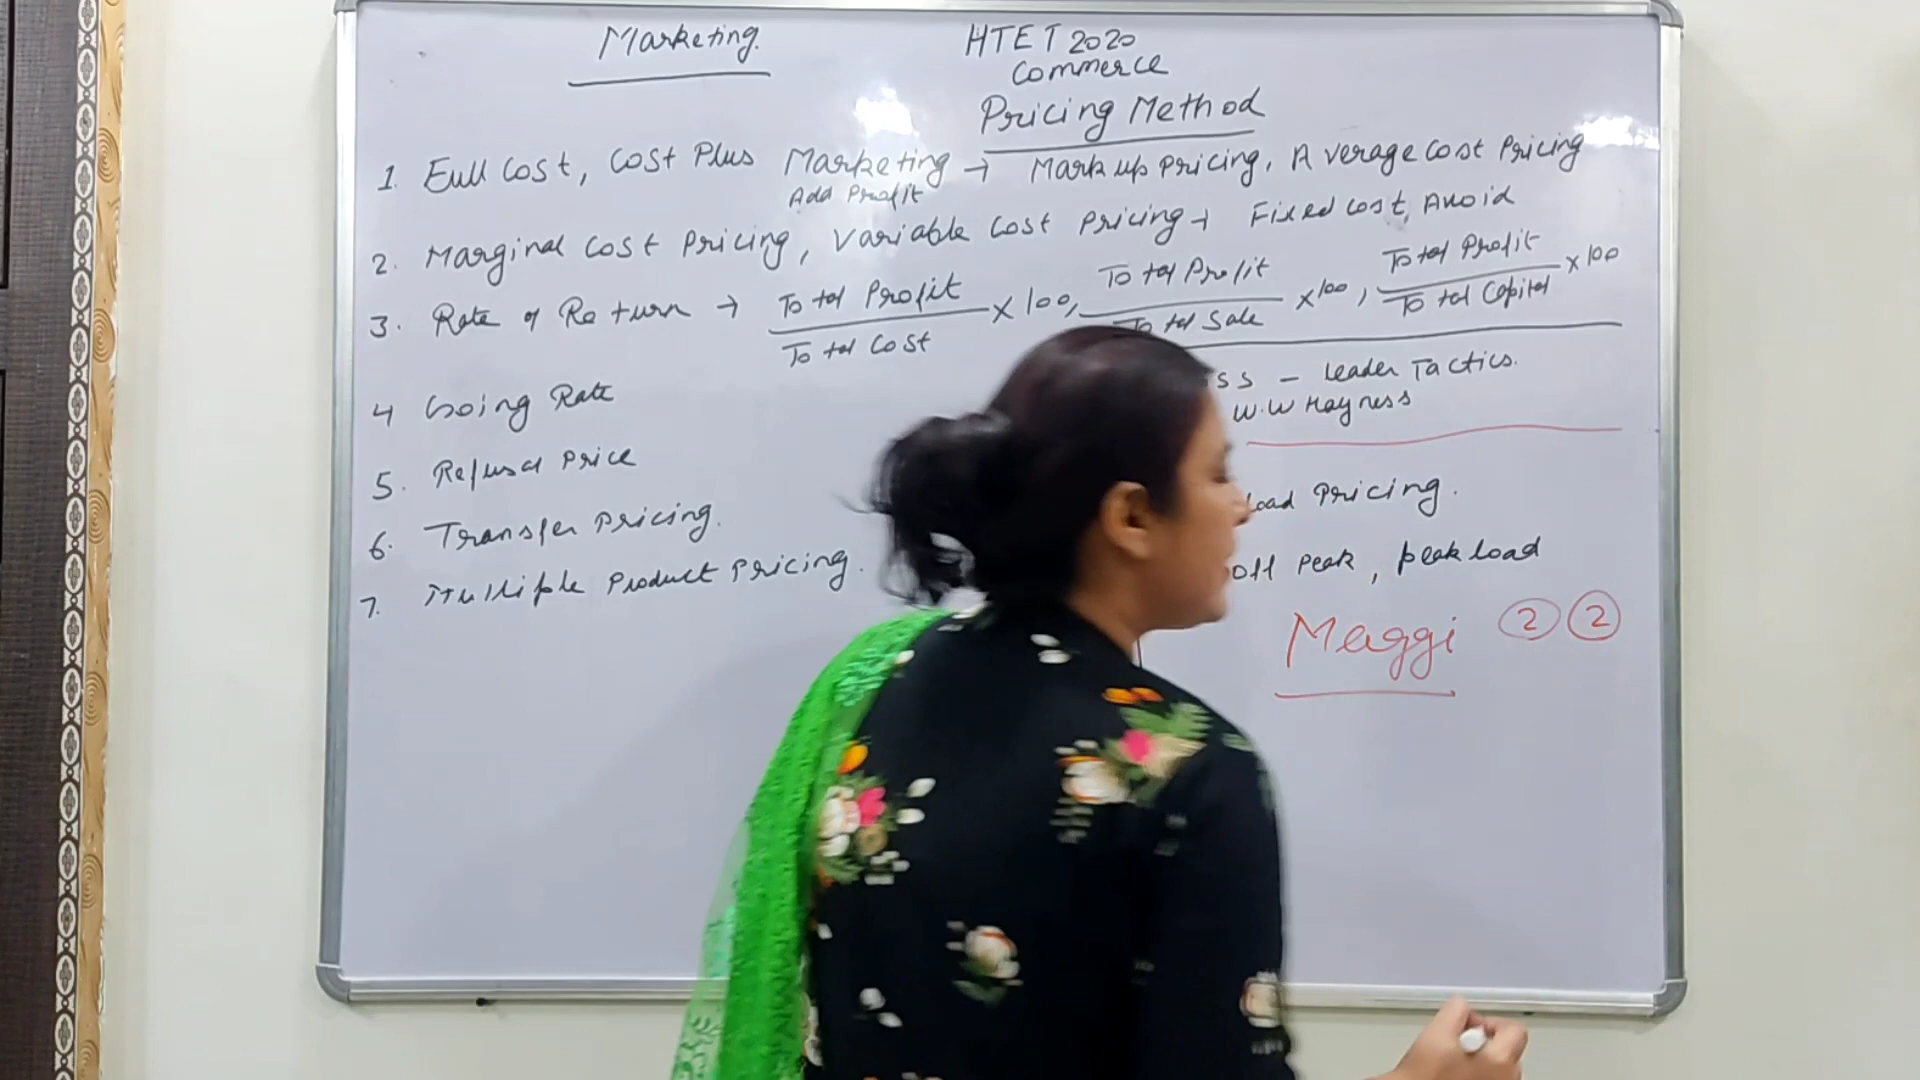 Marketing.
HTET 2020
Commerce
Pricing Method
1. Full Cost, Cost Plus Marketing → Mark up Pricing, Average Cost Pricing
Add Profit
2. Marginal Cost Pricing, Variable Cost Pricing → Fixed Cost, Avoid
3. Rate of Return → Total Profit / Total Cost × 100, Total Profit / Total Sale × 100, Total Profit / Total Capital × 100
4 Going Rate
ss - Leader Tactics.
W.W Hayness
5. Refusal Price
load Pricing.
6. Transfer Pricing.
off Peak, peak load
7. Multiple Product Pricing.
Maggi 2 2